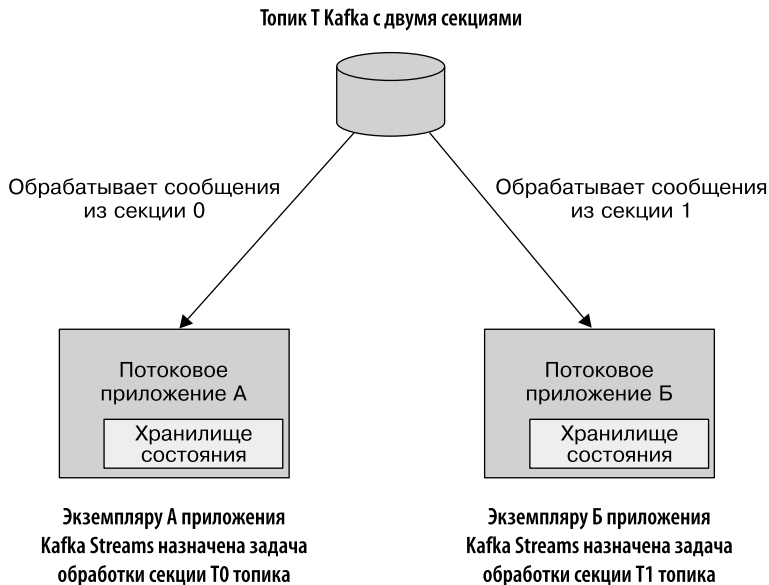 Топик T Kafka с двумя секциями
Обрабатывает сообщения
из секции 0
Обрабатывает сообщения
из секции 1
Потоковое
приложение А
Хранилище
состояния
Потоковое
приложение Б
Хранилище
состояния
Экземпляру А приложения
Kafka Streams назначена задача
обработки секции T0 топика
Экземпляру Б приложения
Kafka Streams назначена задача
обработки секции T1 топика